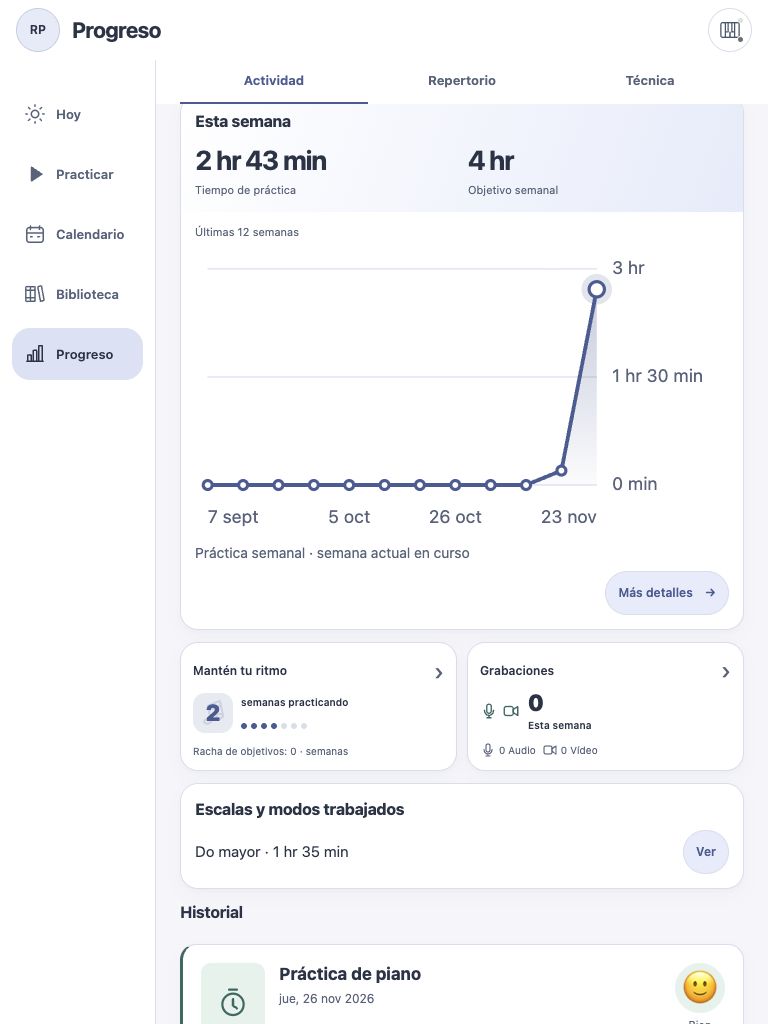 RP
Progreso
Hoy
Practicar
Calendario
Biblioteca
Progreso
Actividad
Repertorio
Técnica
Esta semana
2 hr 43 min
Tiempo de práctica
4 hr
Objetivo semanal
Últimas 12 semanas
3 hr
1 hr 30 min
0 min
7 sept
5 oct
26 oct
23 nov
Práctica semanal · semana actual en curso
Más detalles →
Mantén tu ritmo
2
semanas practicando
Racha de objetivos: 0 · semanas
Grabaciones
0
Esta semana
0 Audio
0 Vídeo
Escalas y modos trabajados
Do mayor · 1 hr 35 min
Ver
Historial
Práctica de piano
jue, 26 nov 2026